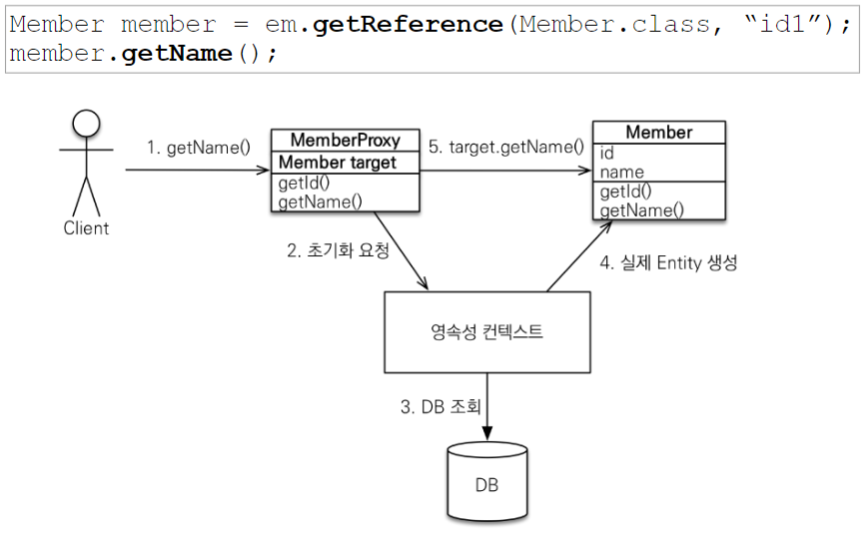 Member member = em.getReference(Member.class, “id1”);
member.getName();
1. getName()
MemberProxy
Member target
getId()
getName()
5. target.getName()
Member
id
name
getId()
getName()
Client
2. 초기화 요청
4. 실제 Entity 생성
영속성 컨텍스트
3. DB 조회
DB